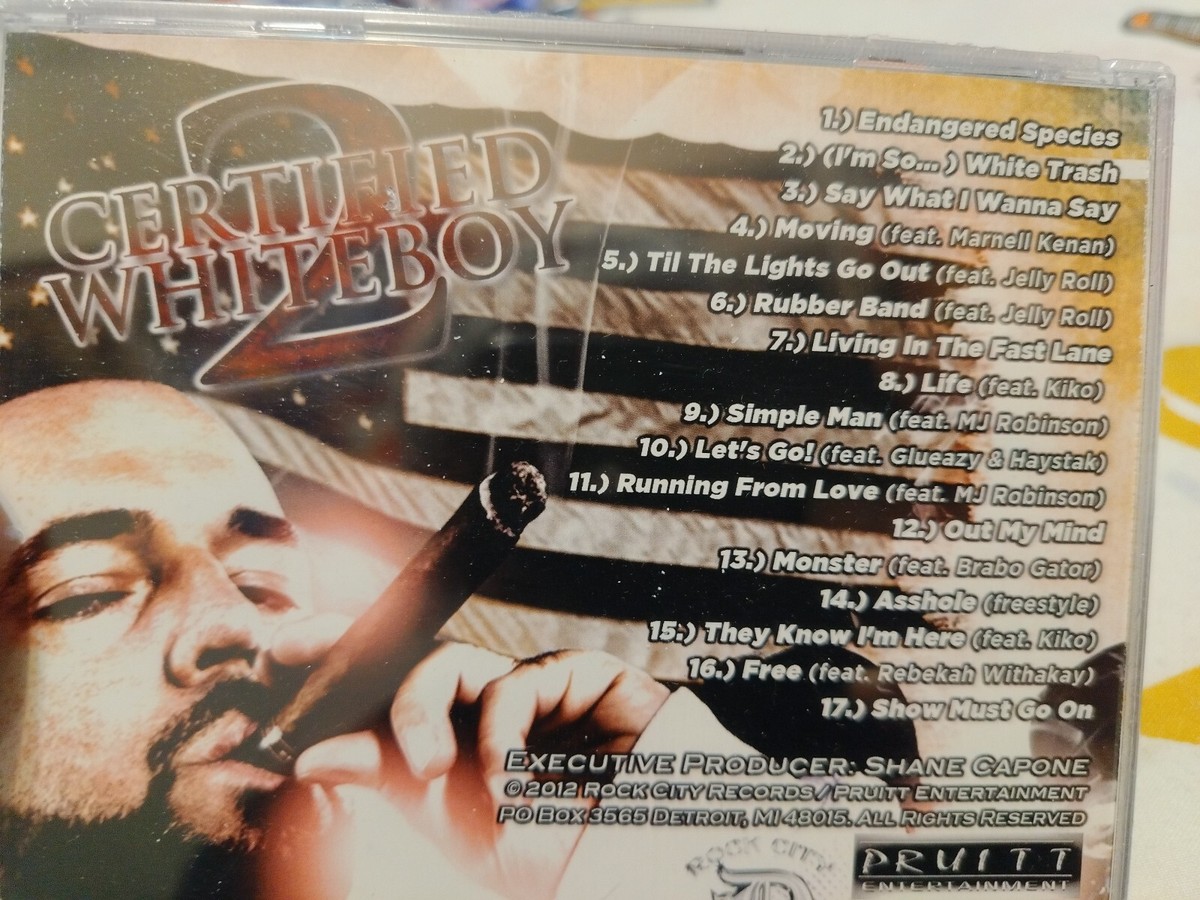 2
CERTIFIED
WHITEBOY
1.) Endangered Species
2.) (I'm So... ) White Trash
3.) Say What I Wanna Say
4.) Moving (feat. Marnell Kenan)
5.) Til The Lights Go Out (feat. Jelly Roll)
6.) Rubber Band (feat. Jelly Roll)
7.) Living In The Fast Lane
8.) Life (feat. Kiko)
9.) Simple Man (feat. MJ Robinson)
10.) Let's Go! (feat. Glueazy & Haystak)
11.) Running From Love (feat. MJ Robinson)
12.) Out My Mind
13.) Monster (feat. Brabo Gator)
14.) Asshole (freestyle)
15.) They Know I'm Here (feat. Kiko)
16.) Free (feat. Rebekah Withakay)
17.) Show Must Go On
EXECUTIVE PRODUCER: SHANE CAPONE
© 2012 ROCK CITY RECORDS / PRUITT ENTERTAINMENT
PO BOX 3565 DETROIT, MI 48015. ALL RIGHTS RESERVED
ROCK CITY
D
PRUITT
ENTERTAINMENT